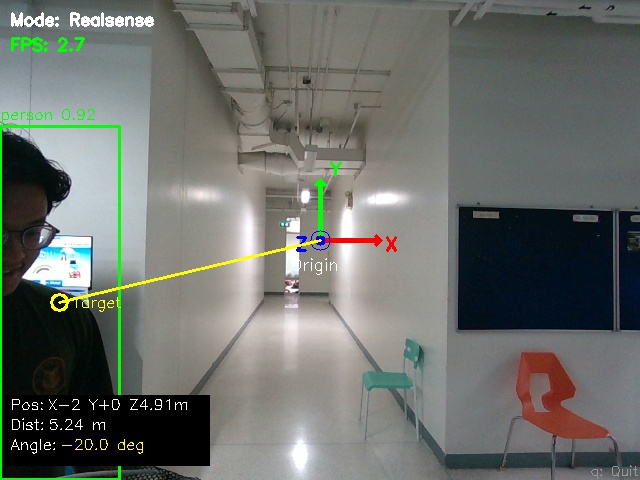 Mode: Realsense
FPS: 2.7
person 0.92
Y
Z
X
Origin
Target
Pos: X-2 Y+0 Z4.91m
Dist: 5.24 m
Angle: -20.0 deg
q: Quit